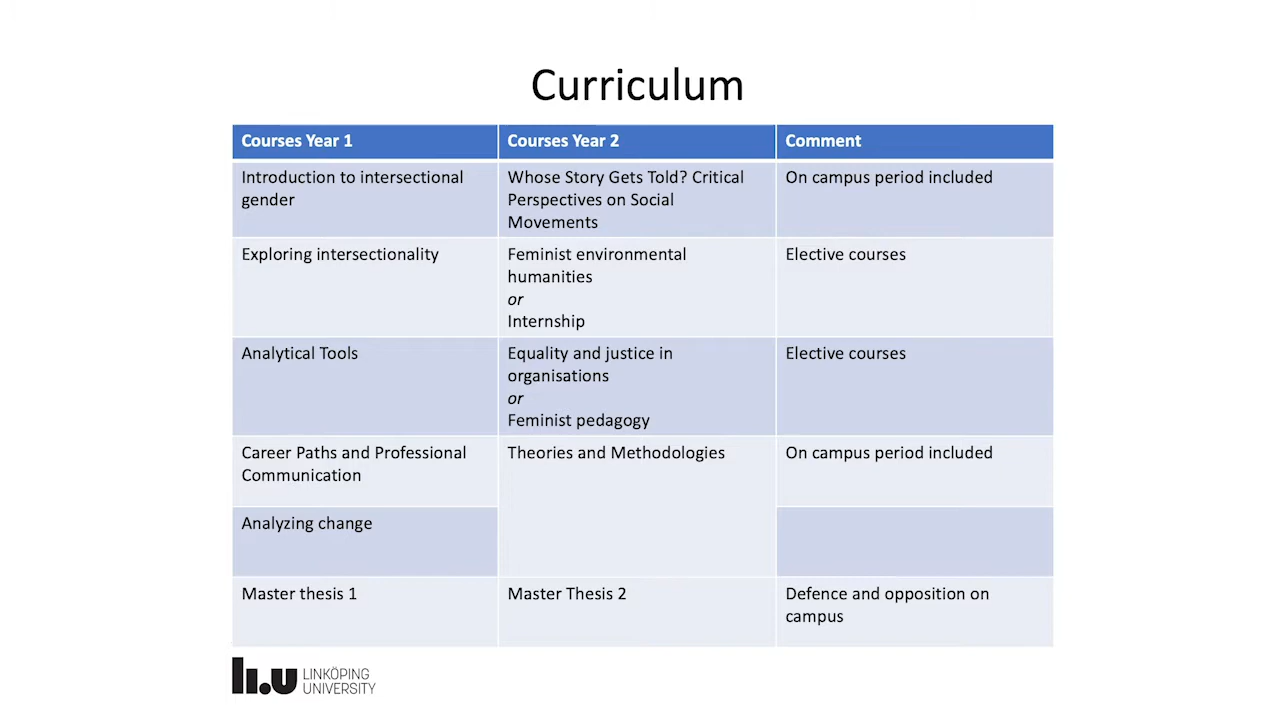 Curriculum
Courses Year 1
Courses Year 2
Comment
Introduction to intersectional
gender
Whose Story Gets Told? Critical
Perspectives on Social
Movements
On campus period included
Exploring intersectionality
Feminist environmental
humanities
or
Internship
Elective courses
Analytical Tools
Equality and justice in
organisations
or
Feminist pedagogy
Elective courses
Career Paths and Professional
Communication
Theories and Methodologies
On campus period included
Analyzing change
Master thesis 1
Master Thesis 2
Defence and opposition on
campus
li.u
LINKÖPING
UNIVERSITY